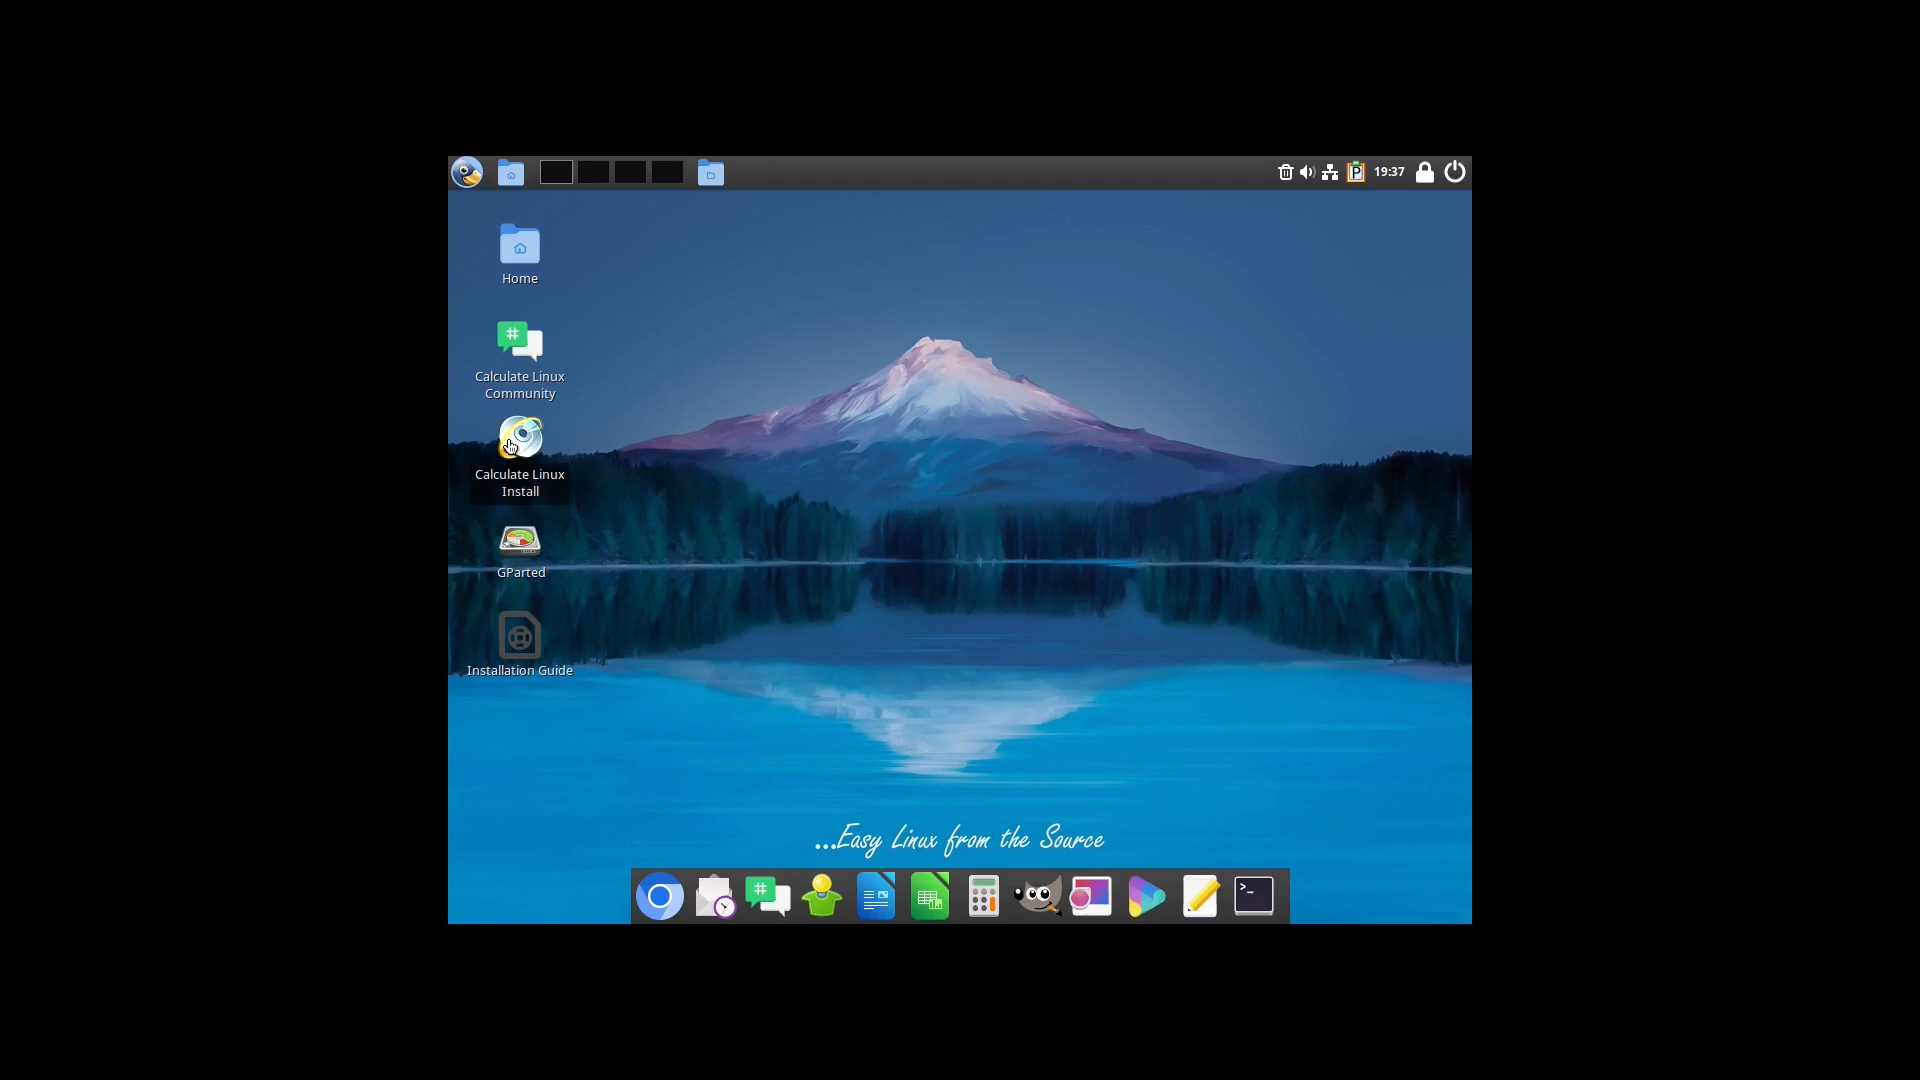 19:37
Home
Calculate Linux
Community
Calculate Linux
Install
GParted
Installation Guide
...Easy Linux from the Source